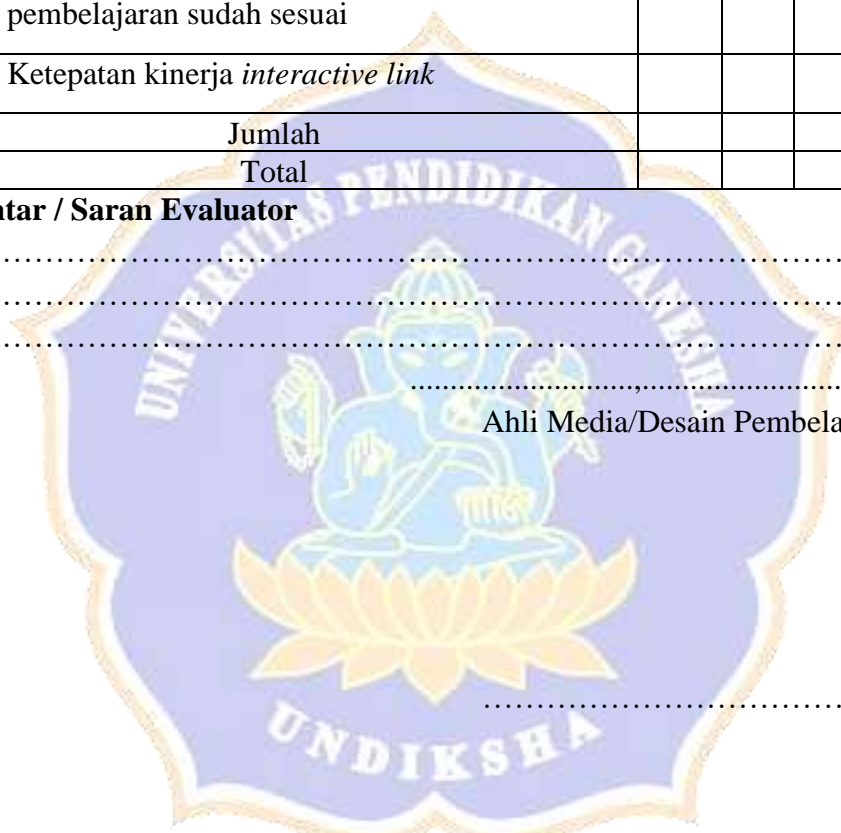 pembelajaran sudah sesuai
Ketepatan kinerja interactive link
Jumlah
Total
ntar / Saran Evaluator
……………………………………………………………………………
……………………………………………………………………………
……………………………………………………………………………
............................,.........................
Ahli Media/Desain Pembela
………………………………
UNIVERSITAS PENDIDIKAN GANESHA
UNDIKSHA